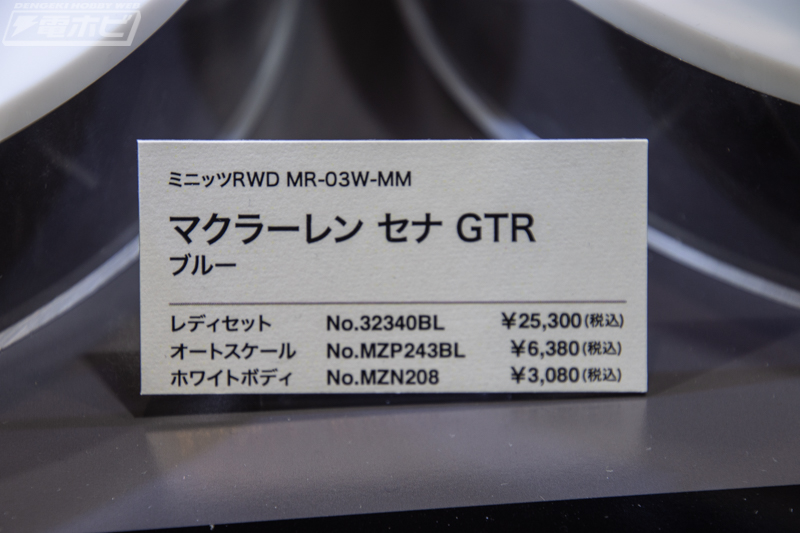 DENGEKI HOBBY WEB
電ホビ
ミニッツRWD MR-03W-MM
マクラーレン セナ GTR
ブルー
レディセット No.32340BL ¥25,300(税込)
オートスケール No.MZP243BL ¥6,380(税込)
ホワイトボディ No.MZN208 ¥3,080(税込)